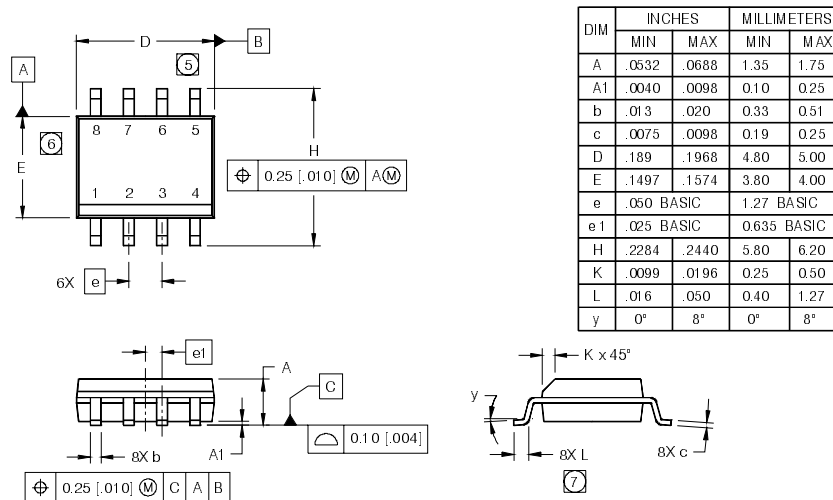 D
B
5
A
8 7 6 5
6
E
H
⌖ 0.25 [.010] Ⓜ AⓂ
1 2 3 4
6X e
DIM INCHES MILLIMETERS
MIN MAX MIN MAX
A .0532 .0688 1.35 1.75
A1 .0040 .0098 0.10 0.25
b .013 .020 0.33 0.51
c .0075 .0098 0.19 0.25
D .189 .1968 4.80 5.00
E .1497 .1574 3.80 4.00
e .050 BASIC 1.27 BASIC
e1 .025 BASIC 0.635 BASIC
H .2284 .2440 5.80 6.20
K .0099 .0196 0.25 0.50
L .016 .050 0.40 1.27
y 0° 8° 0° 8°
e1
A
C
A1
⌓ 0.10 [.004]
8X b
⌖ 0.25 [.010] Ⓜ C A B
K x 45°
y
8X L
8X c
7